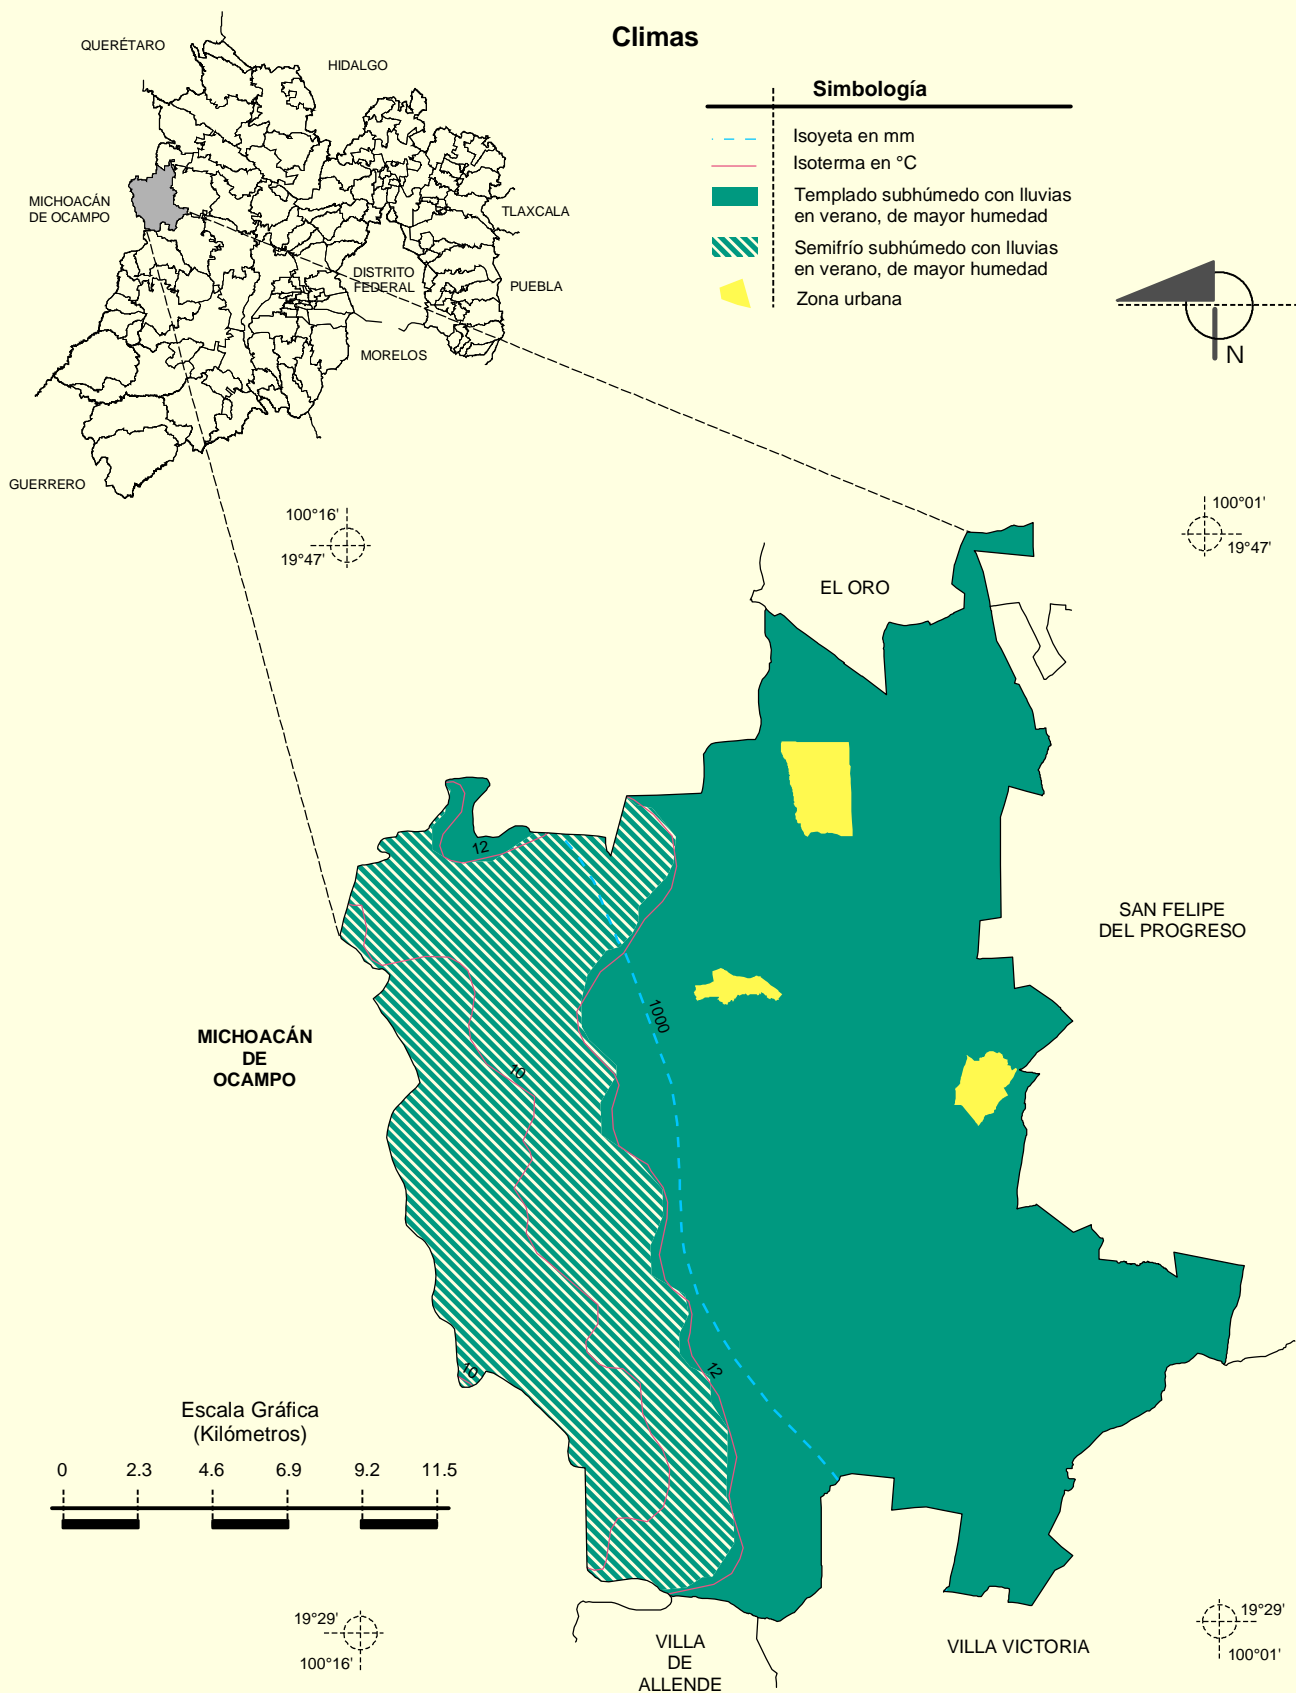 Climas
QUERÉTARO
HIDALGO
MICHOACÁN
DE OCAMPO
TLAXCALA
DISTRITO
FEDERAL
PUEBLA
MORELOS
GUERRERO
Simbología
Isoyeta en mm
Isoterma en °C
Templado subhúmedo con lluvias
en verano, de mayor humedad
Semifrío subhúmedo con lluvias
en verano, de mayor humedad
Zona urbana
N
100°16'
19°47'
100°01'
19°47'
EL ORO
12
SAN FELIPE
DEL PROGRESO
1000
MICHOACÁN
DE
OCAMPO
10
10
12
Escala Gráfica
(Kilómetros)
0 2.3 4.6 6.9 9.2 11.5
19°29'
100°16'
VILLA
DE
ALLENDE
VILLA VICTORIA
19°29'
100°01'